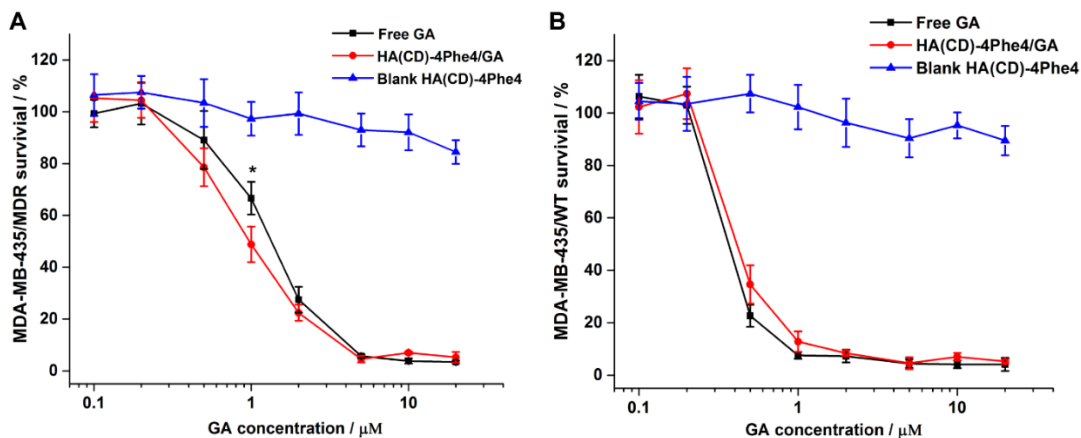 A
Free GA
HA(CD)-4Phe4/GA
Blank HA(CD)-4Phe4
MDA-MB-435/MDR survivial / %
120
100
80
60
40
20
0
*
0.1
1
10
GA concentration / μM
B
Free GA
HA(CD)-4Phe4/GA
Blank HA(CD)-4Phe4
MDA-MB-435/WT survivial / %
120
100
80
60
40
20
0
0.1
1
10
GA concentration / μM